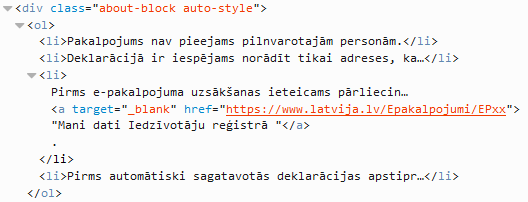 <div class="about-block auto-style">
<ol>
<li>Pakalpojums nav pieejams pilnvarotajām personām.</li>
<li>Deklarācijā ir iespējams norādīt tikai adreses, ka…</li>
<li>
Pirms e-pakalpojuma uzsākšanas ieteicams pārliecin…
<a target="_blank" href="https://www.latvija.lv/Epakalpojumi/EPxx">
"Mani dati Iedzīvotāju reģistrā "</a>
.
</li>
<li>Pirms automātiski sagatavotās deklarācijas apstipr…</li>
</ol>